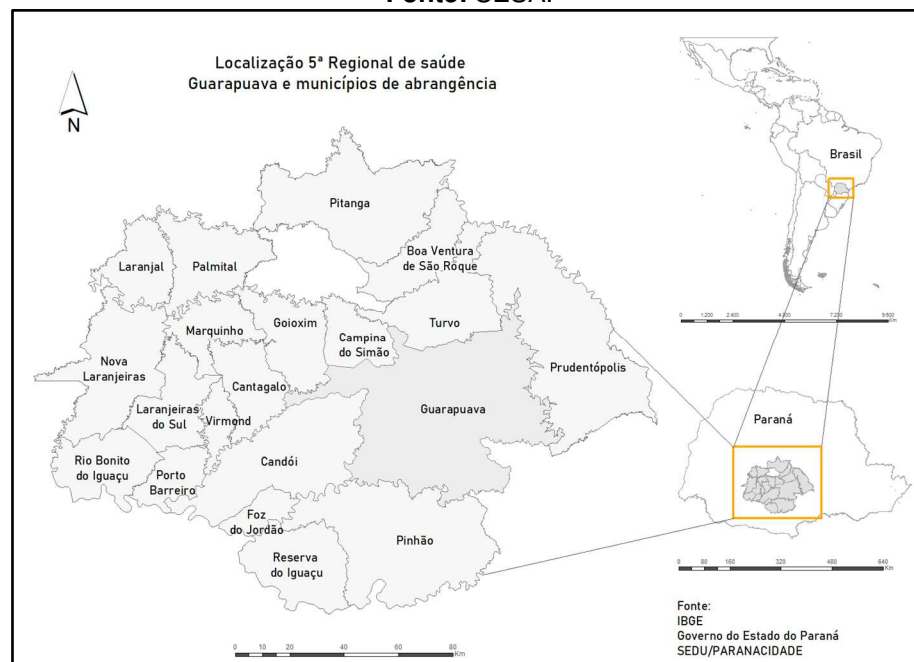 Localização 5ª Regional de saúde
Guarapuava e municípios de abrangência
N
Pitanga
Boa Ventura
de São Roque
Laranjal
Palmital
Marquinho
Goioxim
Campina
do Simão
Turvo
Nova
Laranjeiras
Cantagalo
Prudentópolis
Laranjeiras
do Sul
Virmond
Guarapuava
Rio Bonito
do Iguaçu
Porto
Barreiro
Candói
Foz
do Jordão
Reserva
do Iguaçu
Pinhão
0 20 40 60 80
Km
Brasil
0 1.220 2.400 4.800 7.200 9.600
Km
Paraná
0 80 160 320 480 640
Km
Fonte:
IBGE
Governo do Estado do Paraná
SEDU/PARANACIDADE